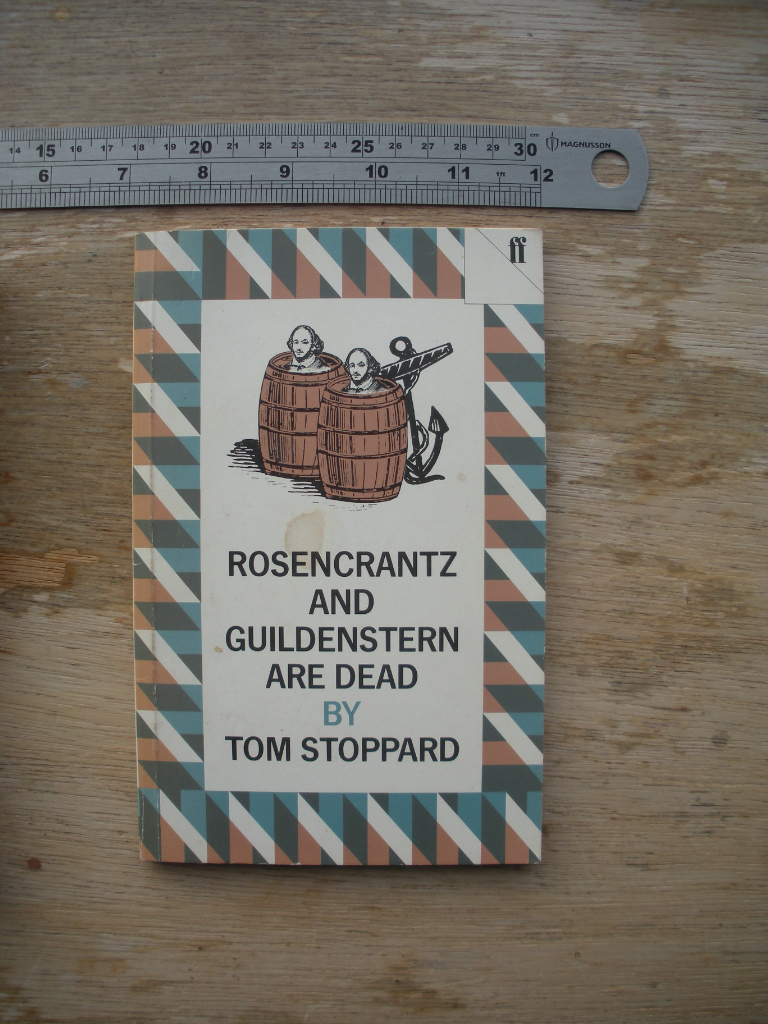 cm
14 15 16 17 18 19 20 21 22 23 24 25 26 27 28 29 30
MAGNUSSON
6 7 8 9 10 11 1ft 12
ff
ROSENCRANTZ
AND
GUILDENSTERN
ARE DEAD
BY
TOM STOPPARD